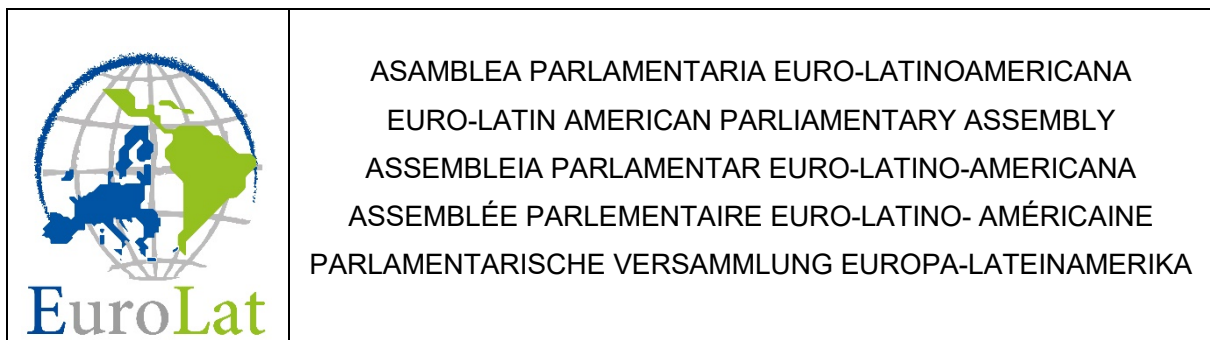 ASAMBLEA PARLAMENTARIA EURO-LATINOAMERICANA
EURO-LATIN AMERICAN PARLIAMENTARY ASSEMBLY
ASSEMBLEIA PARLAMENTAR EURO-LATINO-AMERICANA
ASSEMBLÉE PARLEMENTAIRE EURO-LATINO- AMÉRICAINE
PARLAMENTARISCHE VERSAMMLUNG EUROPA-LATEINAMERIKA
EuroLat